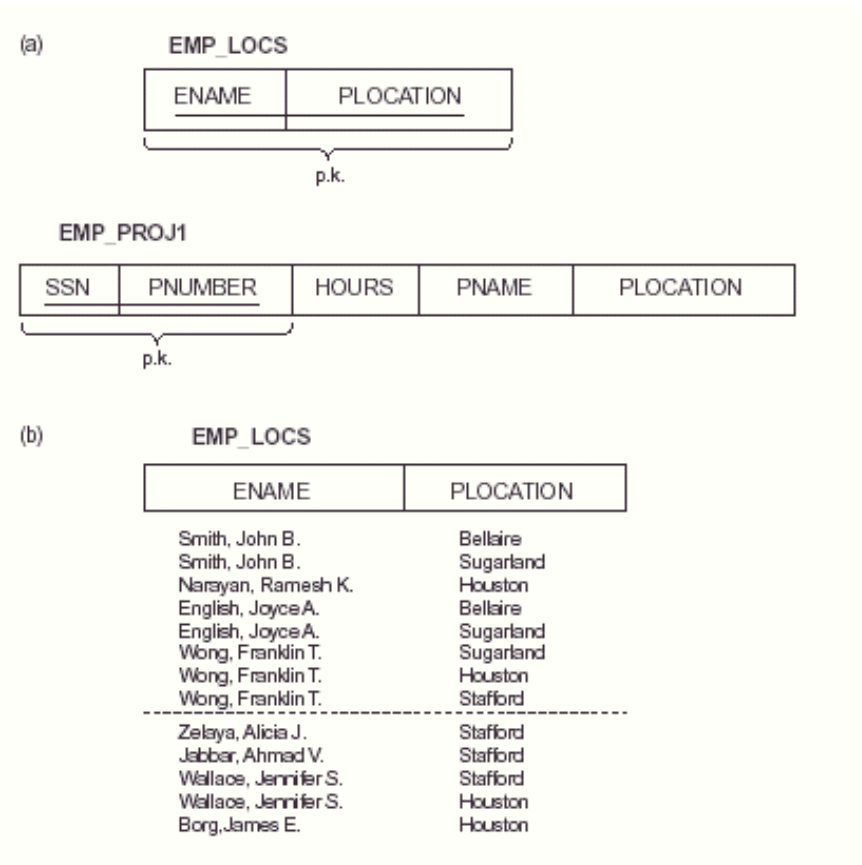 (a) EMP_LOCS
ENAME PLOCATION
p.k.
EMP_PROJ1
SSN PNUMBER HOURS PNAME PLOCATION
p.k.
(b) EMP_LOCS
ENAME PLOCATION
Smith, John B. Bellaire
Smith, John B. Sugarland
Narayan, Ramesh K. Houston
English, Joyce A. Bellaire
English, Joyce A. Sugarland
Wong, Franklin T. Sugarland
Wong, Franklin T. Houston
Wong, Franklin T. Stafford
Zelaya, Alicia J. Stafford
Jabbar, Ahmad V. Stafford
Wallace, Jennifer S. Stafford
Wallace, Jennifer S. Houston
Borg,James E. Houston